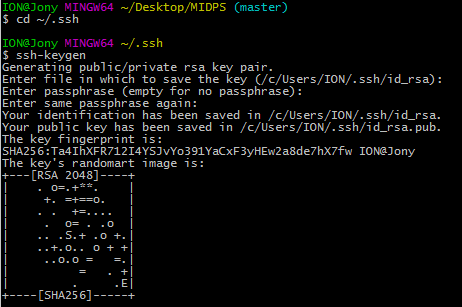 ION@Jony MINGW64 ~/Desktop/MIDPS (master)
$ cd ~/.ssh

ION@Jony MINGW64 ~/.ssh
$ ssh-keygen
Generating public/private rsa key pair.
Enter file in which to save the key (/c/Users/ION/.ssh/id_rsa):
Enter passphrase (empty for no passphrase):
Enter same passphrase again:
Your identification has been saved in /c/Users/ION/.ssh/id_rsa.
Your public key has been saved in /c/Users/ION/.ssh/id_rsa.pub.
The key fingerprint is:
SHA256:Ta4IhXFR712I4YSJvYo391YaCxF3yHEw2a8de7hX7fw ION@Jony
The key's randomart image is:
+---[RSA 2048]----+
|    . o=.+**.    |
|     +. =+==o.   |
|    . .  +=....  |
|     .  o= . .o  |
|   .. .S.+ .o +.|
|   ..+.o.. o + +|
|    ..o.o =   =.|
|         =   . +|
|        .     .E|
+----[SHA256]-----+